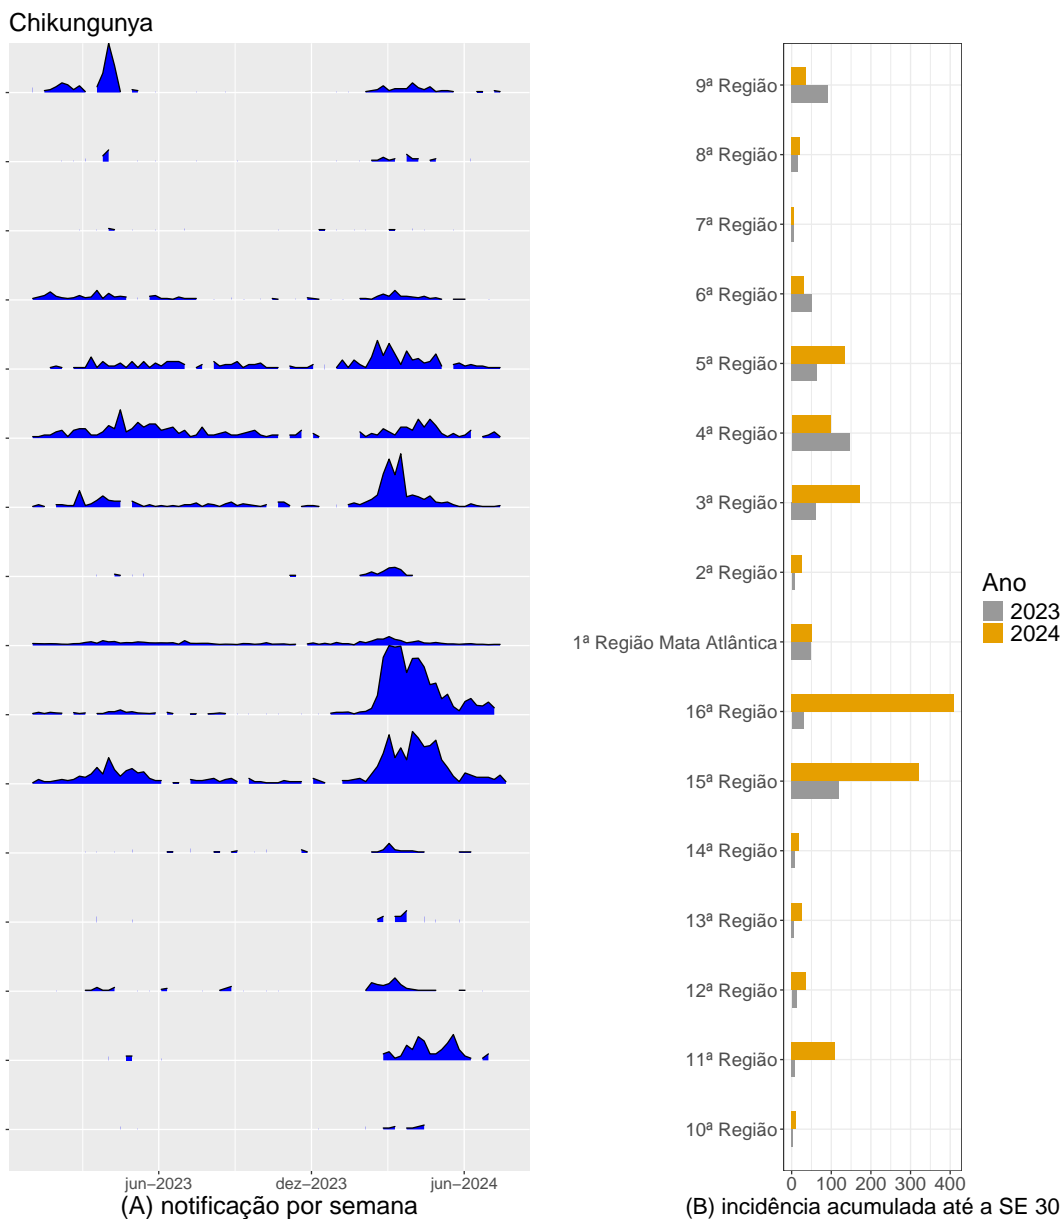 Chikungunya
9ª Região
8ª Região
7ª Região
6ª Região
5ª Região
4ª Região
3ª Região
2ª Região
1ª Região Mata Atlântica
16ª Região
15ª Região
14ª Região
13ª Região
12ª Região
11ª Região
10ª Região
Ano
2023
2024
jun–2023 dez–2023 jun–2024
0 100 200 300 400
(A) notificação por semana
(B) incidência acumulada até a SE 30